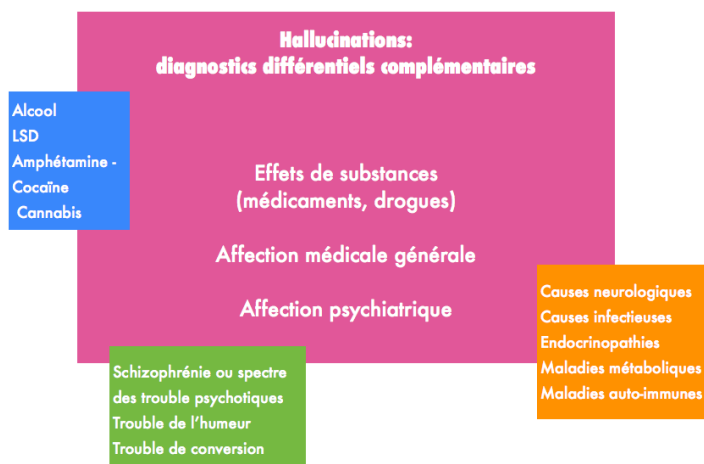 Hallucinations:
diagnostics différentiels complémentaires
Alcool
LSD
Amphétamine -
Cocaïne
Cannabis
Effets de substances
(médicaments, drogues)
Affection médicale générale
Affection psychiatrique
Causes neurologiques
Causes infectieuses
Endocrinopathies
Maladies métaboliques
Maladies auto-immunes
Schizophrénie ou spectre
des trouble psychotiques
Trouble de l'humeur
Trouble de conversion